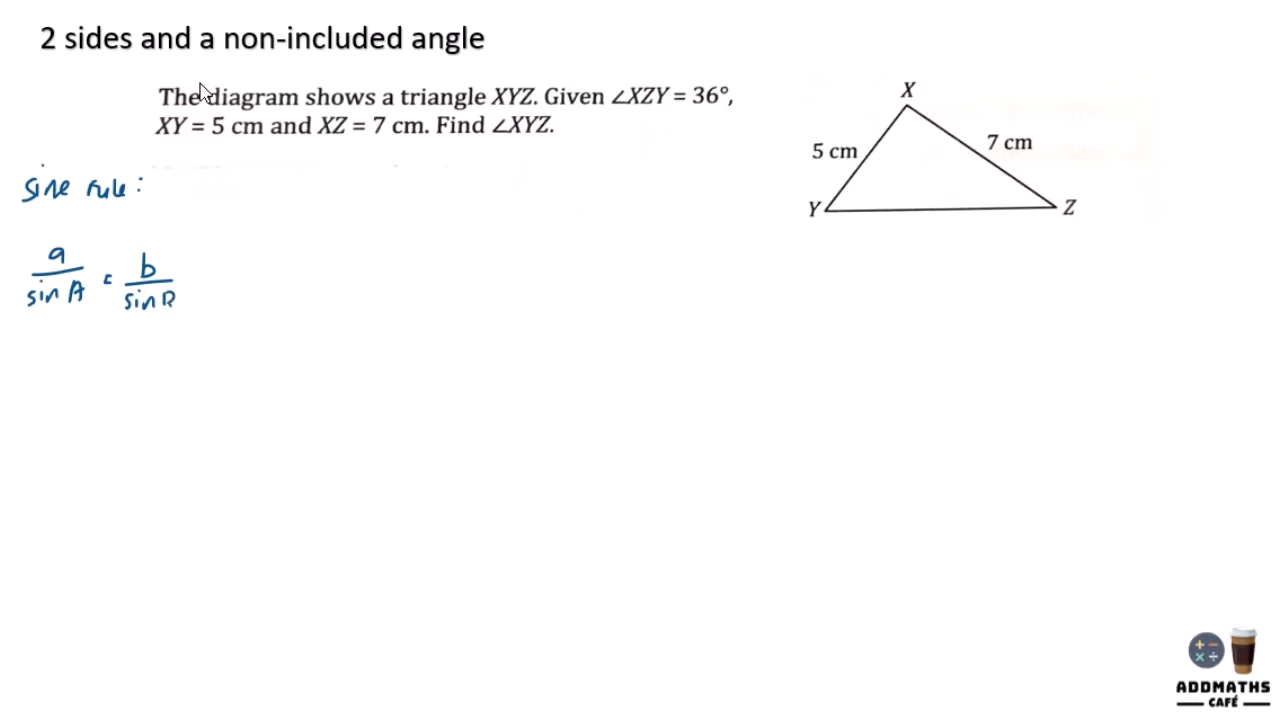 2 sides and a non-included angle
The diagram shows a triangle XYZ. Given ∠XZY = 36°,
XY = 5 cm and XZ = 7 cm. Find ∠XYZ.
X
5 cm
7 cm
Y
Z
sine rule:
a/sin A = b/sin B
+ −
× ÷
ADDMATHS
CAFÉ